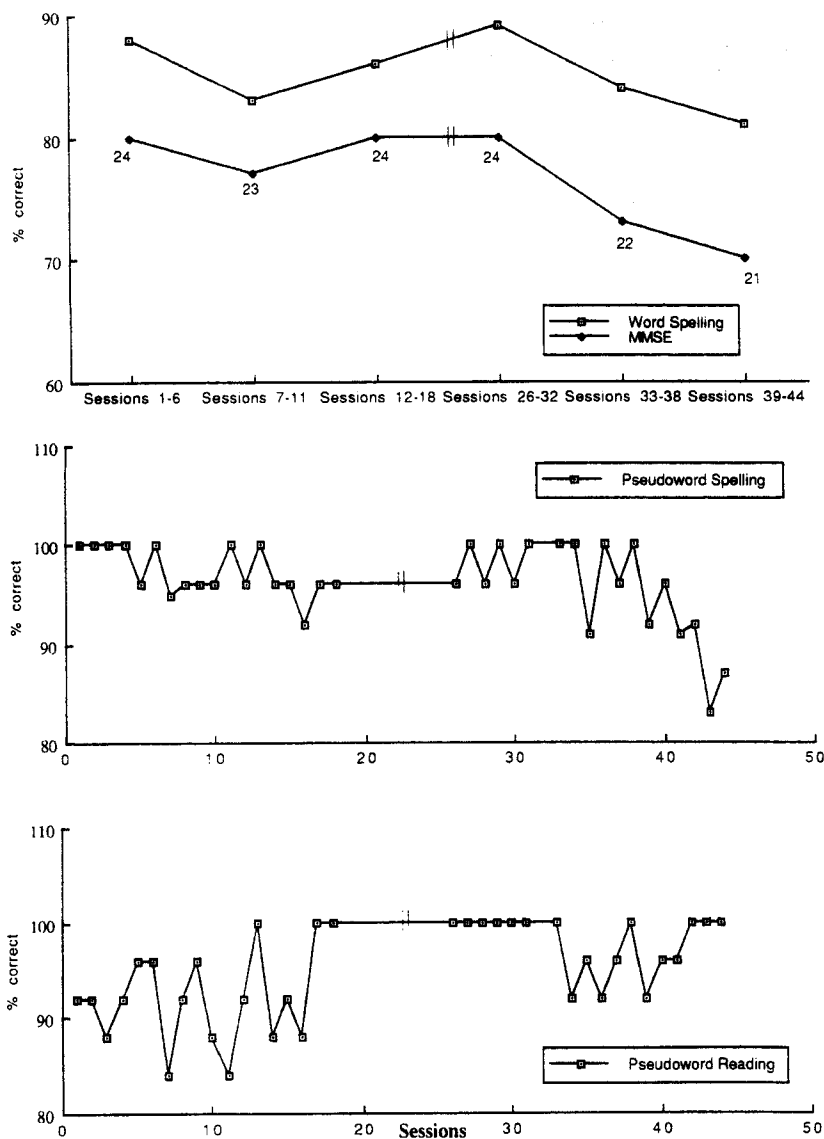 90
80
70
60
% correct
24
23
24
24
22
21
Word Spelling
MMSE
Sessions 1-6 Sessions 7-11 Sessions 12-18 Sessions 26-32 Sessions 33-38 Sessions 39-44
110
100
90
80
% correct
Pseudoword Spelling
0 10 20 30 40 50
110
100
90
80
% correct
Pseudoword Reading
0 10 20 30 40 50
Sessions